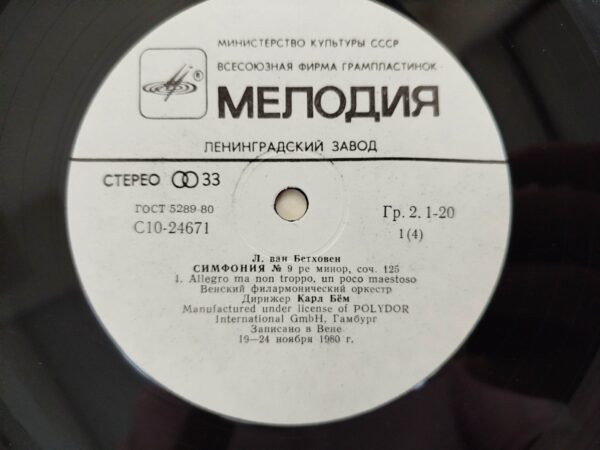 МИНИСТЕРСТВО КУЛЬТУРЫ СССР
ВСЕСОЮЗНАЯ ФИРМА ГРАМПЛАСТИНОК
®
МЕЛОДИЯ
ЛЕНИНГРАДСКИЙ ЗАВОД
СТЕРЕО 33
ГОСТ 5289-80
Гр. 2. 1-20
С10-24671
1(4)
Л. ван Бетховен
СИМФОНИЯ № 9 ре минор, соч. 125
1. Allegro ma non troppo, un poco maestoso
Венский филармонический оркестр
Дирижер Карл Бём
Manufactured under license of POLYDOR
International GmbH, Гамбург
Записано в Вене
19—24 ноября 1980 г.